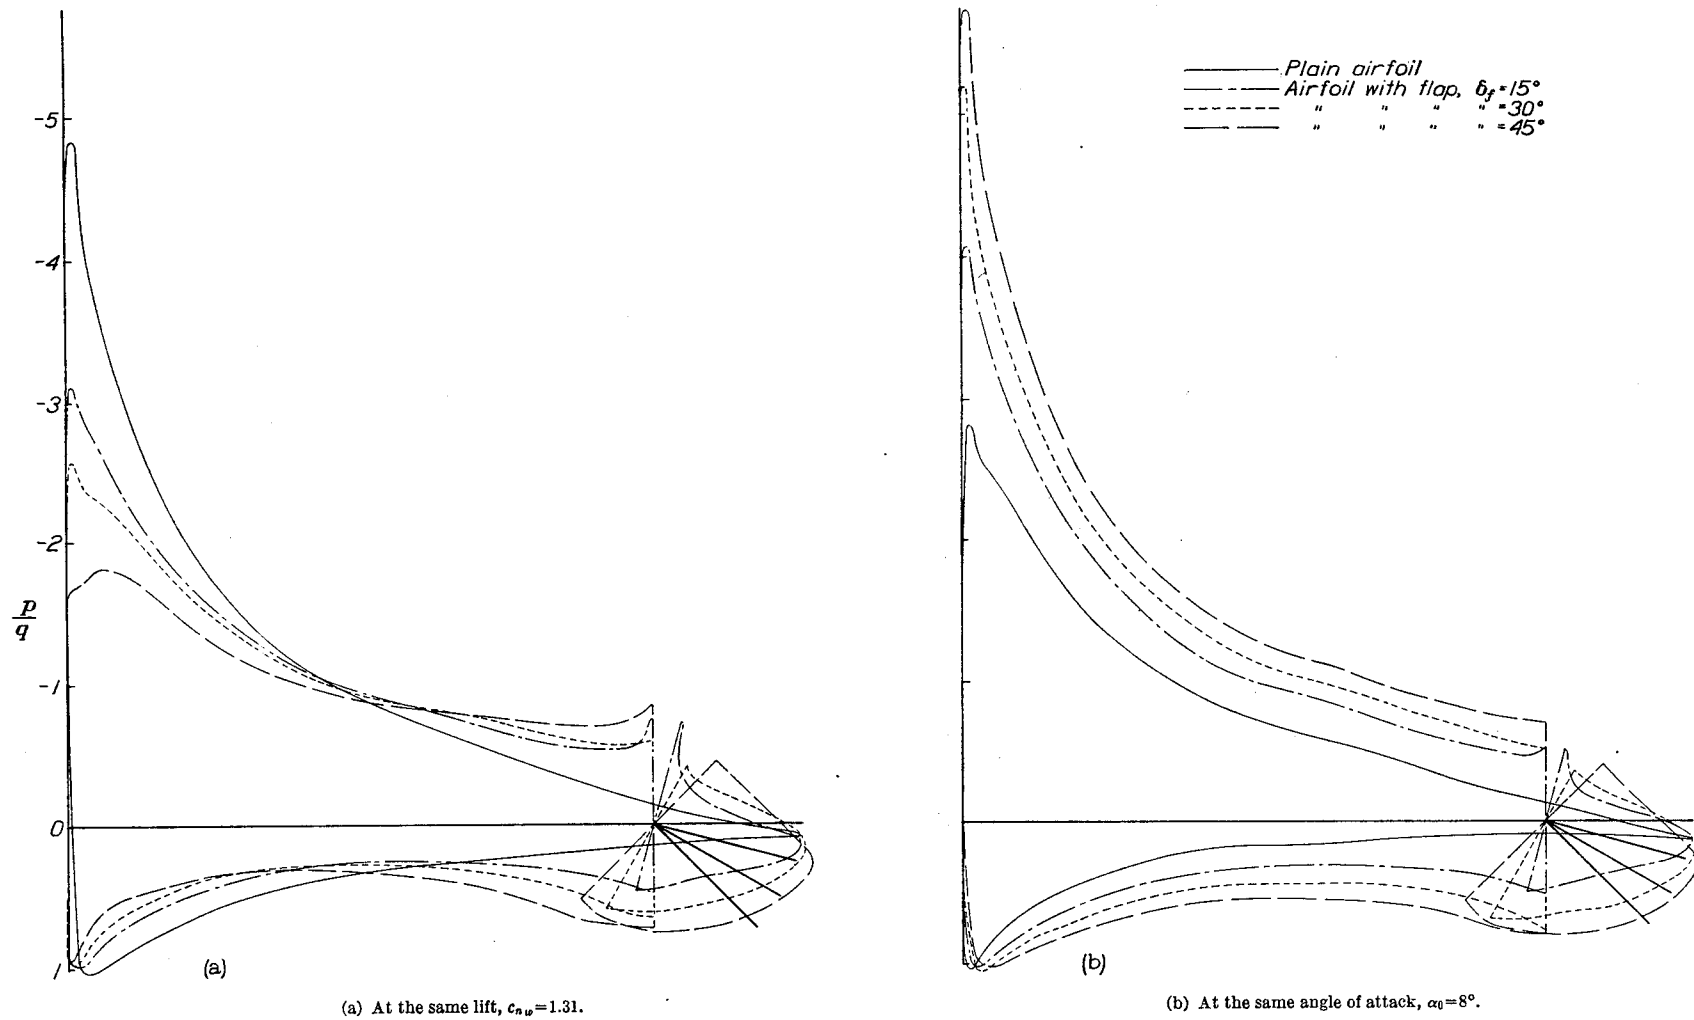 -5
-4
-3
-2
-1
0
1
p/q
(a)
(a) At the same lift, cₙw=1.31.
Plain airfoil
Airfoil with flap, δf=15°
" " " " =30°
" " " " =45°
(b)
(b) At the same angle of attack, α₀=8°.